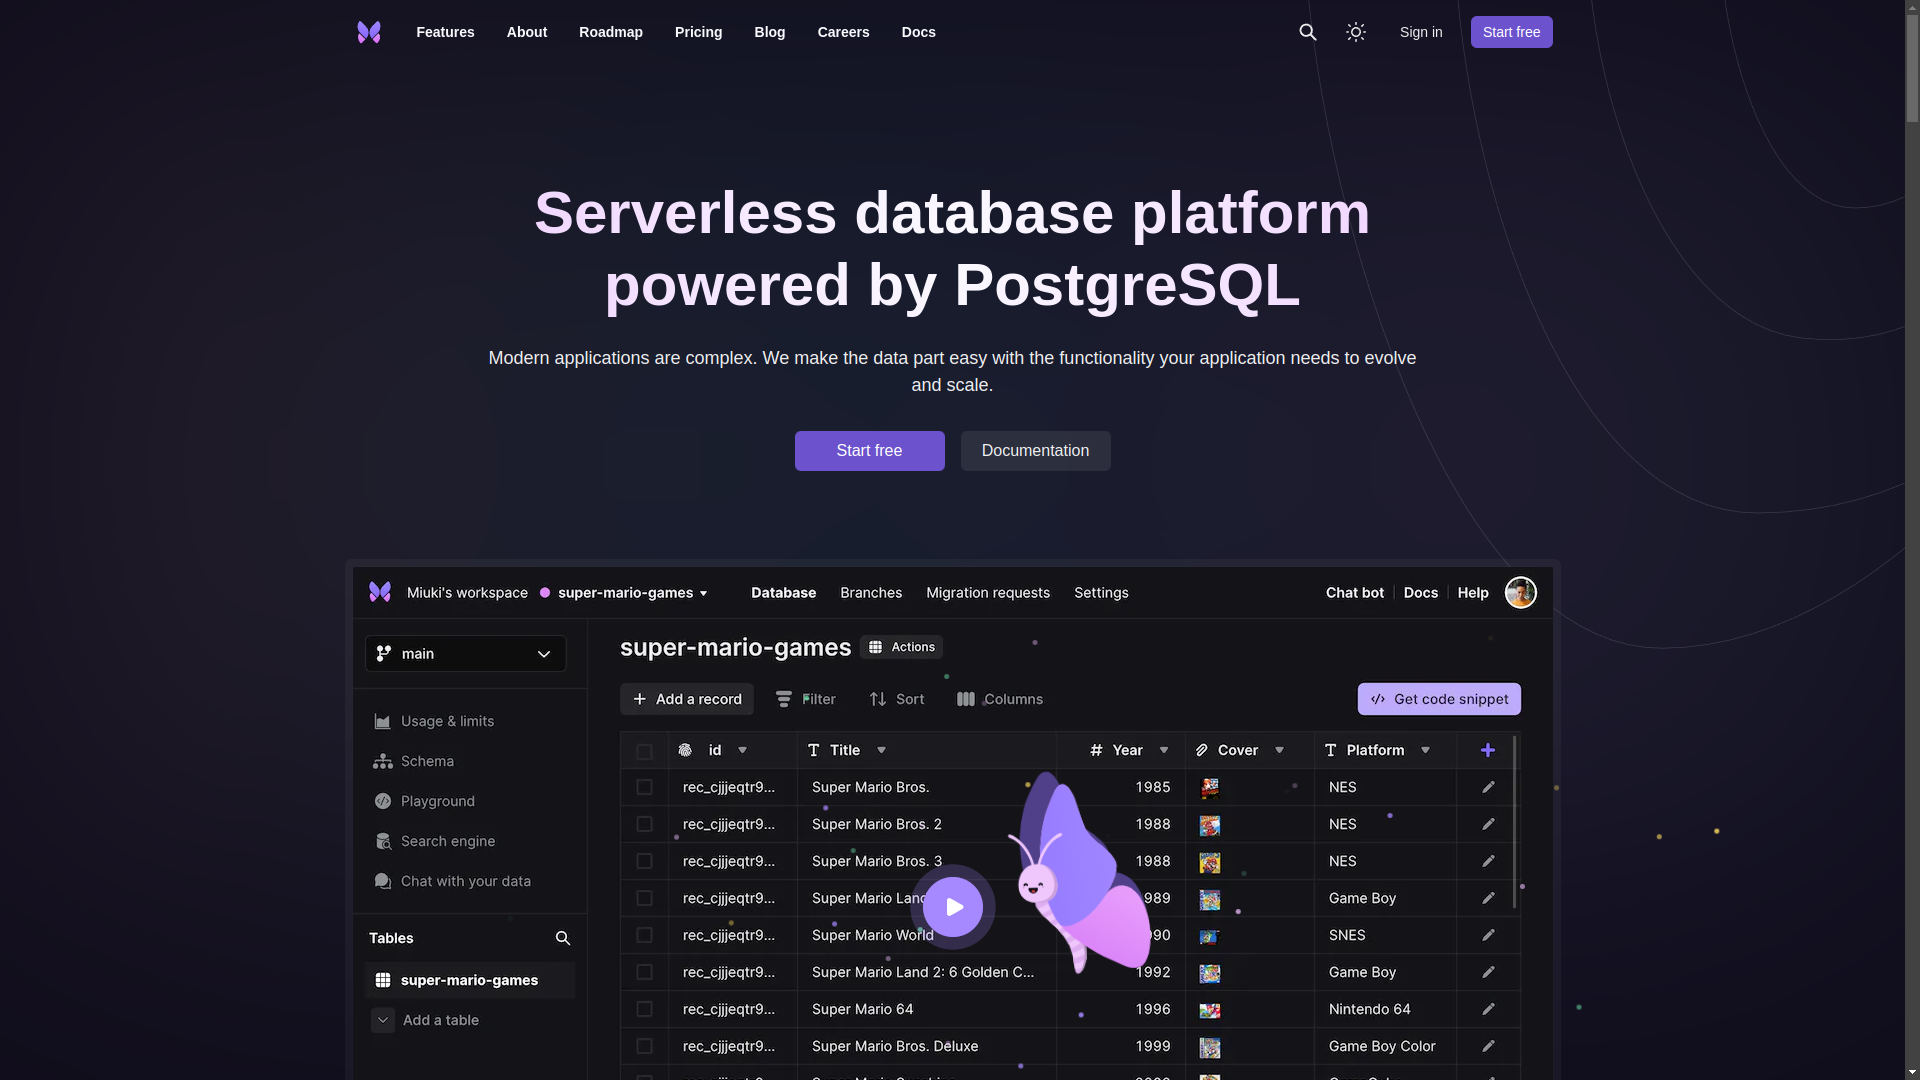 Features About Roadmap Pricing Blog Careers Docs Sign in Start free
Serverless database platform
powered by PostgreSQL
Modern applications are complex. We make the data part easy with the functionality your application needs to evolve
and scale.
Start free Documentation
Miuki's workspace super-mario-games Database Branches Migration requests Settings Chat bot Docs Help
main
Usage & limits
Schema
Playground
Search engine
Chat with your data
Tables
super-mario-games
Add a table
super-mario-games Actions
Add a record Filter Sort Columns Get code snippet
id Title Year Cover Platform
rec_cjjjeqtr9... Super Mario Bros. 1985 NES
rec_cjjjeqtr9... Super Mario Bros. 2 1988 NES
rec_cjjjeqtr9... Super Mario Bros. 3 1988 NES
rec_cjjjeqtr9... Super Mario Land 989 Game Boy
rec_cjjjeqtr9... Super Mario World 990 SNES
rec_cjjjeqtr9... Super Mario Land 2: 6 Golden C... 1992 Game Boy
rec_cjjjeqtr9... Super Mario 64 1996 Nintendo 64
rec_cjjjeqtr9... Super Mario Bros. Deluxe 1999 Game Boy Color